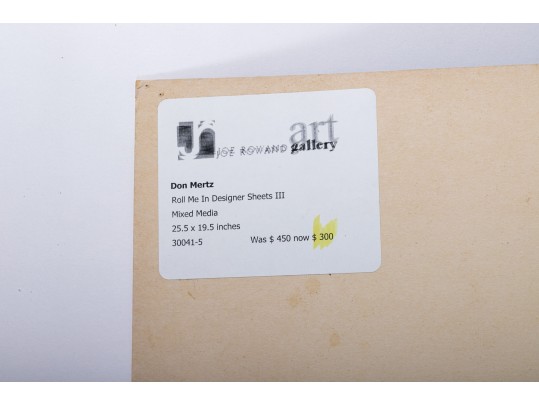 JOE ROWAND art
gallery
Don Mertz
Roll Me In Designer Sheets III
Mixed Media
25.5 x 19.5 inches
30041-5 Was $ 450 now $ 300